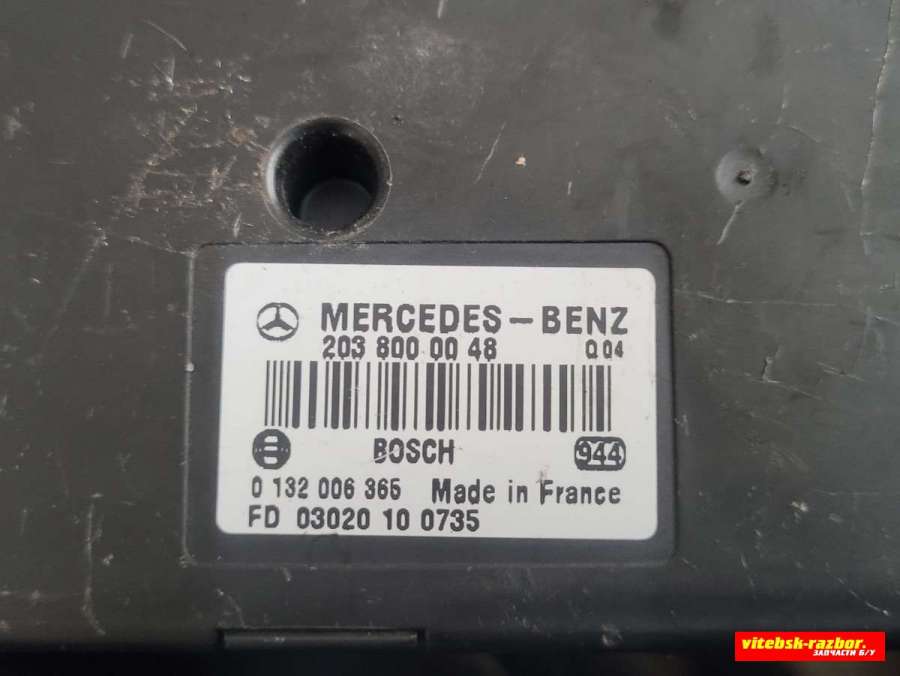 MERCEDES-BENZ
203 800 00 48 Q04
BOSCH 944
0 132 006 365 Made in France
FD 03020 10 0735
vitebsk-razbor.
ЗАПЧАСТИ Б/У